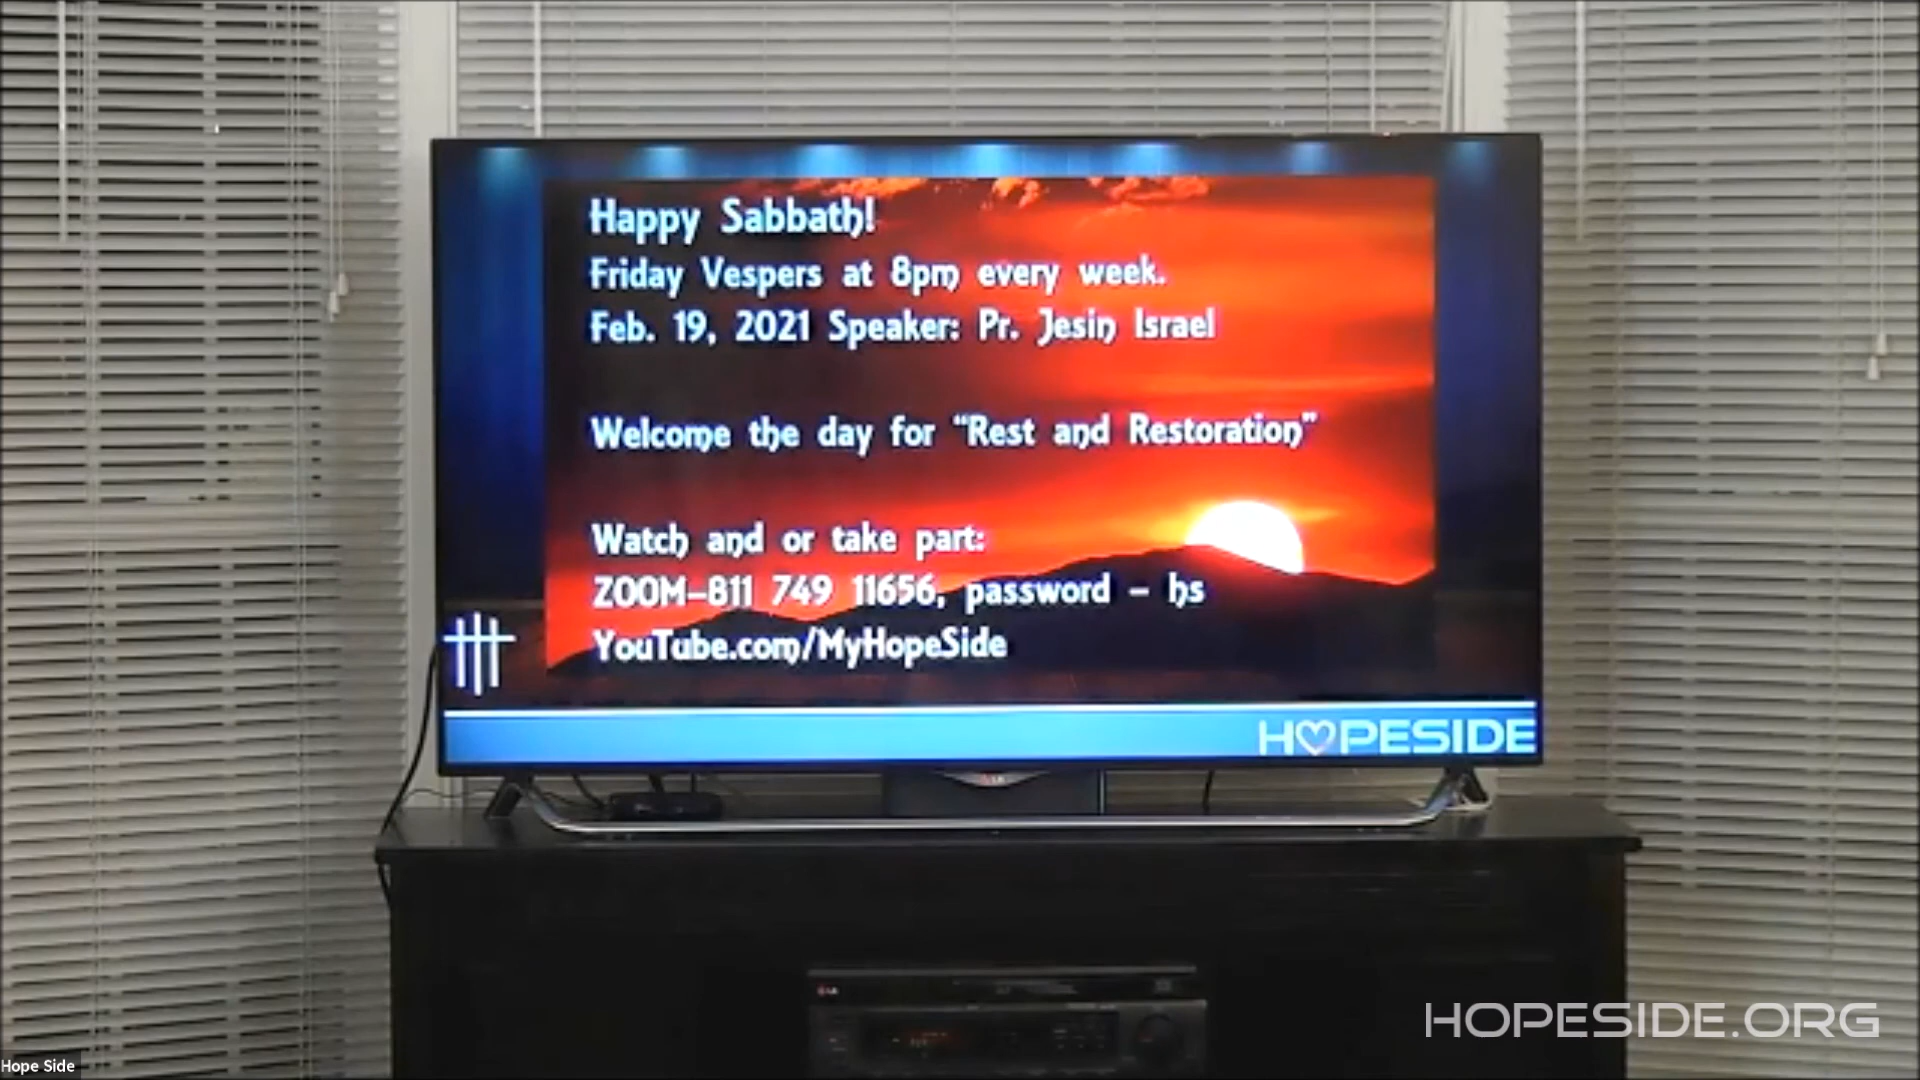 Happy Sabbath!
Friday Vespers at 8pm every week.
Feb. 19, 2021 Speaker: Pr. Jesin Israel
Welcome the day for “Rest and Restoration”
Watch and or take part:
ZOOM–811 749 11656, password – hs
YouTube.com/MyHopeSide
HOPESIDE
LG
LG
HOPESIDE.ORG
Hope Side